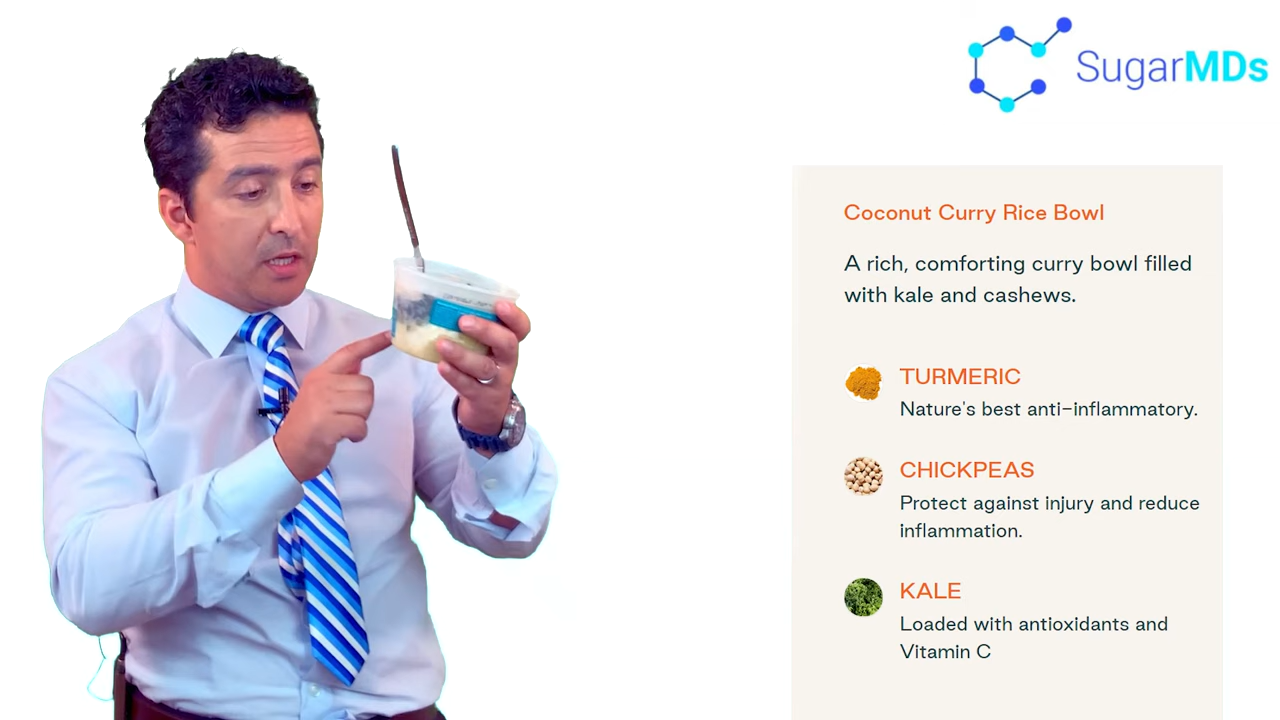 SugarMDs
Coconut Curry Rice Bowl
A rich, comforting curry bowl filled
with kale and cashews.
TURMERIC
Nature's best anti-inflammatory.
CHICKPEAS
Protect against injury and reduce
inflammation.
KALE
Loaded with antioxidants and
Vitamin C